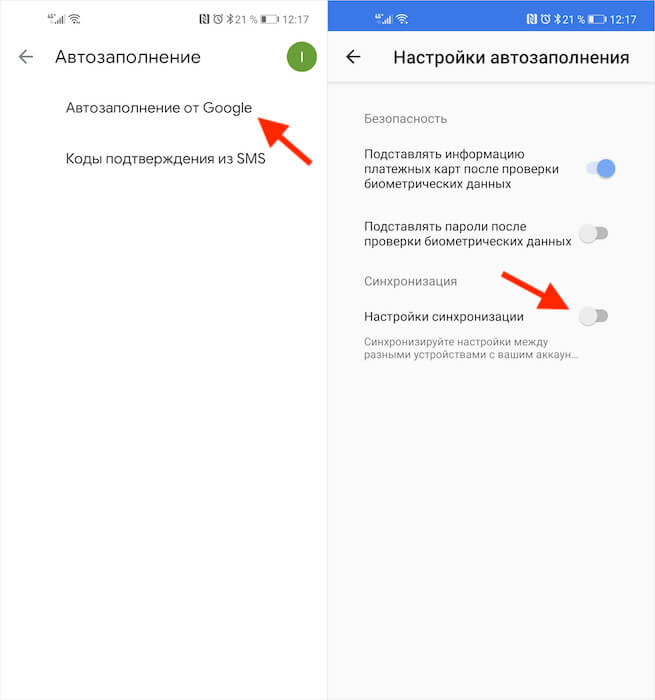 4G 21 % 12:17
Автозаполнение I
Автозаполнение от Google
Коды подтверждения из SMS
4G 21 % 12:17
Настройки автозаполнения
Безопасность
Подставлять информацию
платежных карт после проверки
биометрических данных
Подставлять пароли после
проверки биометрических данных
Синхронизация
Настройки синхронизации
Синхронизируйте настройки между
разными устройствами с вашим аккаун...